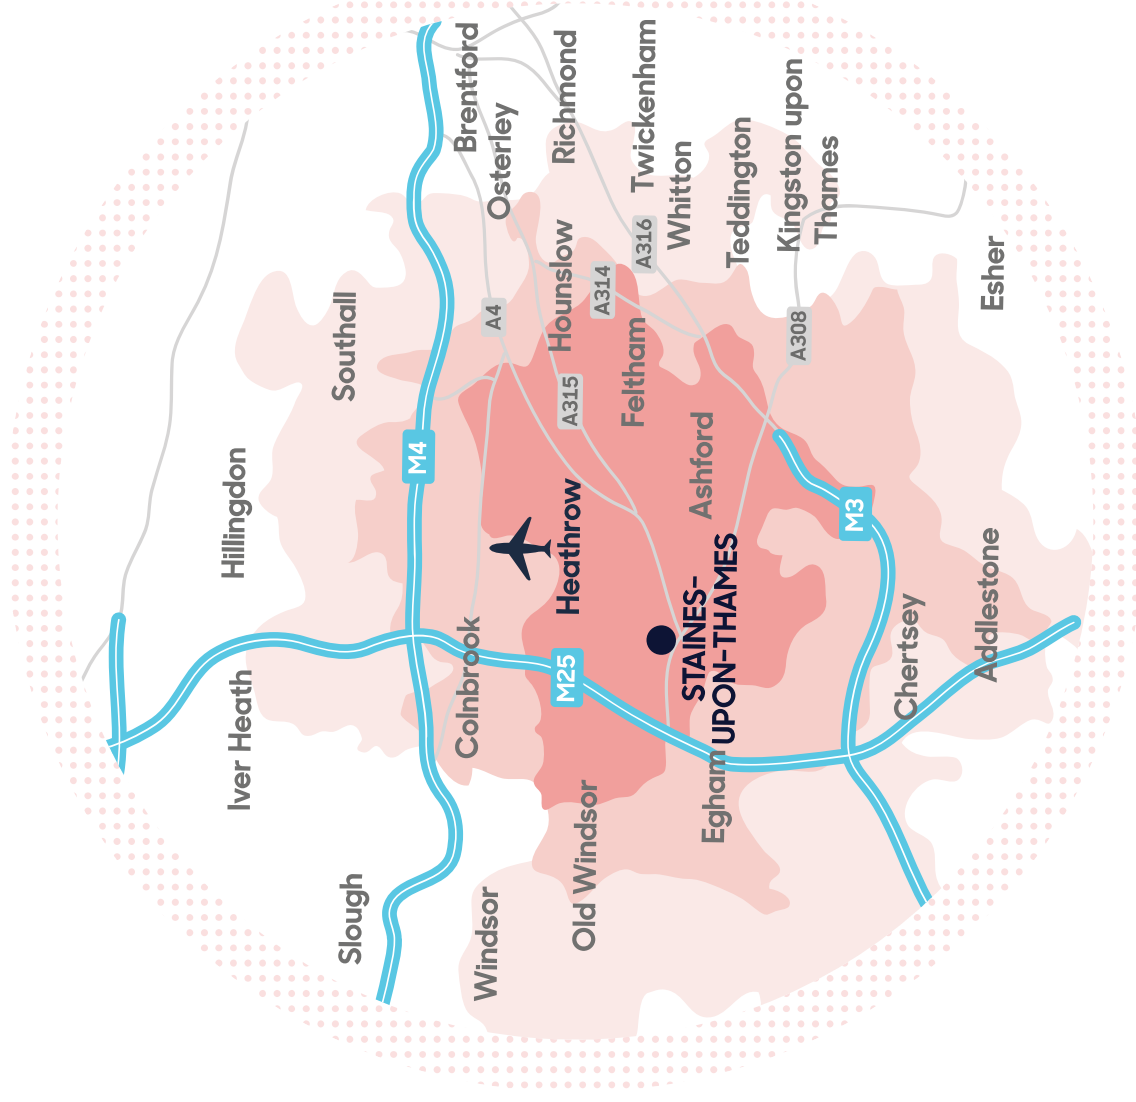 Iver Heath
Hillingdon
Slough
Southall
M4
Windsor
Colnbrook
A4
Brentford
Osterley
Old Windsor
M25
Heathrow
A315
Hounslow
Richmond
A314
Feltham
A316
Twickenham
Whitton
STAINES-
UPON-THAMES
Egham
Ashford
Teddington
A308
Kingston upon
Thames
M3
Chertsey
Addlestone
Esher